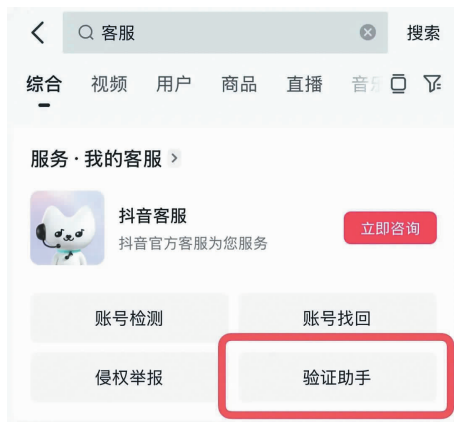 客服 搜索
综合 视频 用户 商品 直播 音
服务·我的客服 >
抖音客服
抖音官方客服为您服务
立即咨询
账号检测 账号找回
侵权举报 验证助手